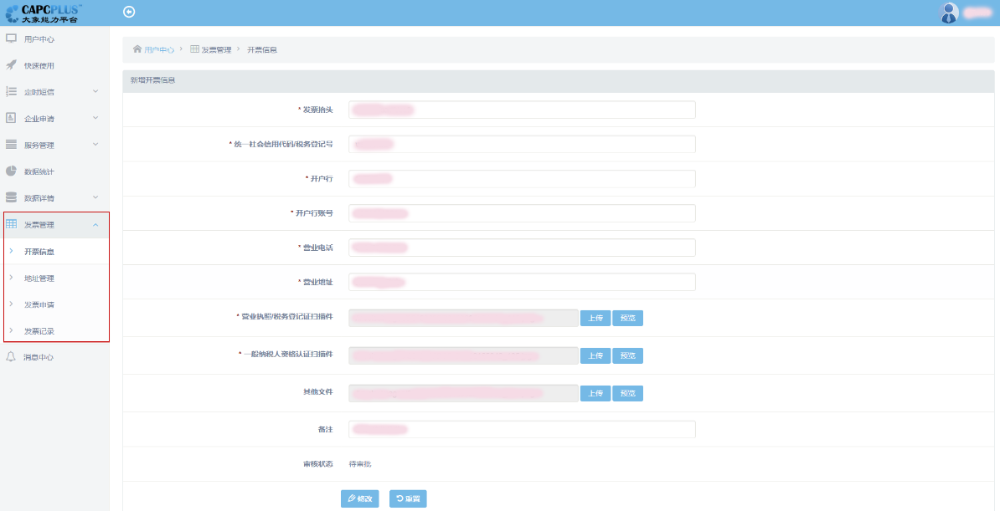 CAPCPLUS
大象能力平台
用户中心
快速使用
定时短信
企业申请
服务管理
数据统计
数据详情
发票管理
开票信息
地址管理
发票申请
发票记录
消息中心
用户中心 > 发票管理 > 开票信息
新增开票信息
* 发票抬头
* 统一社会信用代码/税务登记号
* 开户行
* 开户行账号
* 营业电话
* 营业地址
* 营业执照/税务登记证扫描件 上传 预览
* 一般纳税人资格认证扫描件 上传 预览
其他文件 上传 预览
备注
审核状态 待审批
修改 重置